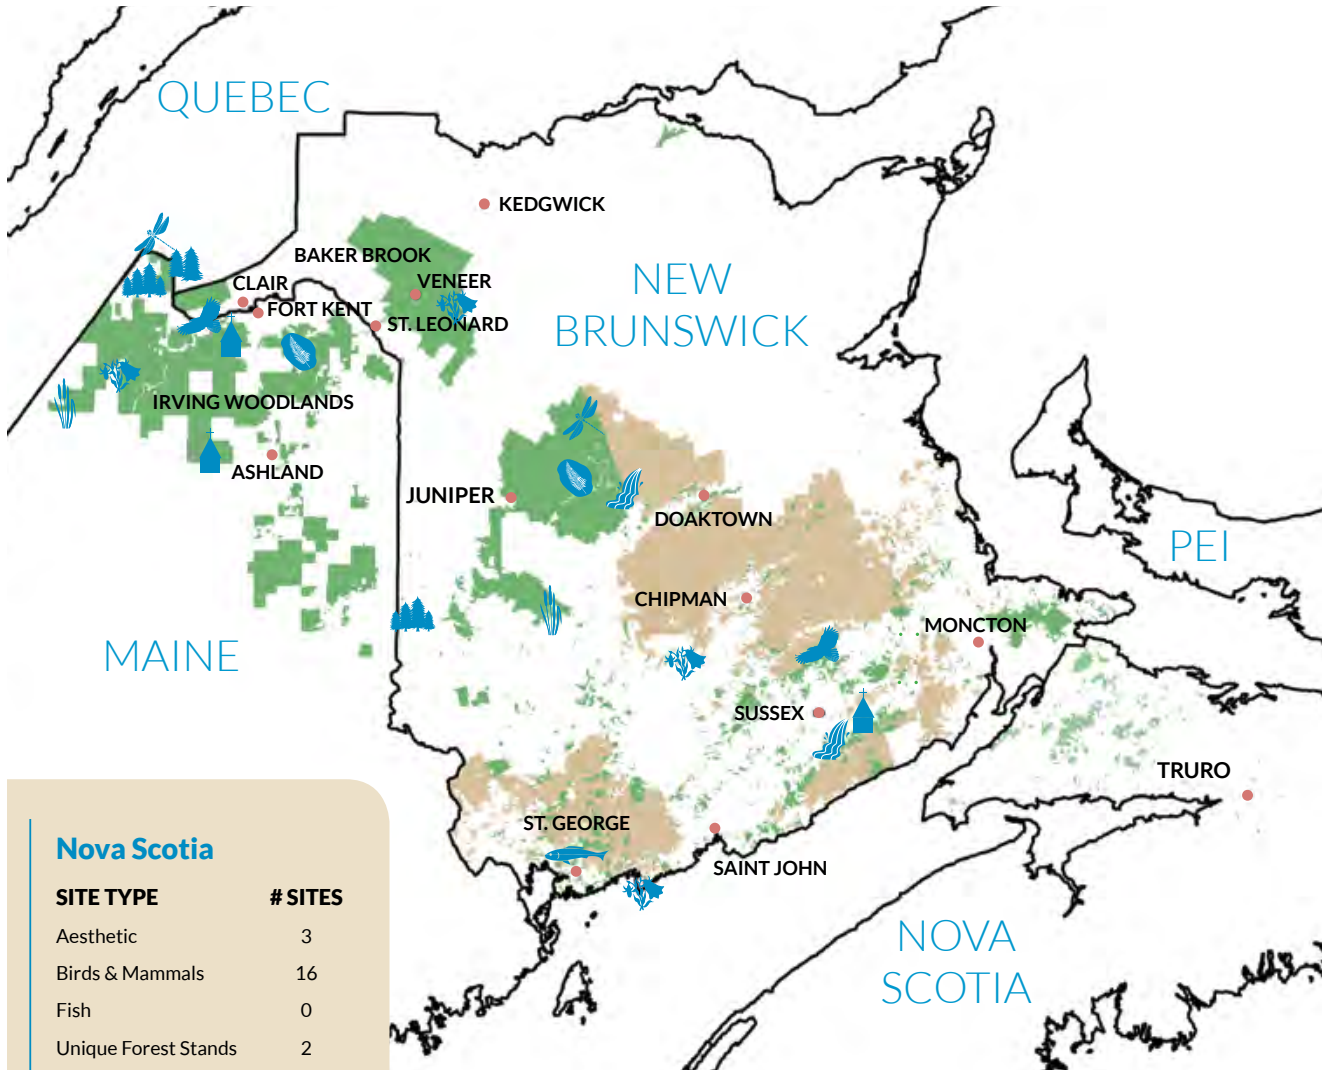 QUEBEC
KEDGWICK
BAKER BROOK
NEW
BRUNSWICK
CLAIR
VENEER
FORT KENT
ST. LEONARD
IRVING WOODLANDS
ASHLAND
JUNIPER
DOAKTOWN
PEI
CHIPMAN
MONCTON
MAINE
SUSSEX
TRURO
ST. GEORGE
SAINT JOHN
NOVA
SCOTIA
Nova Scotia
SITE TYPE # SITES
Aesthetic 3
Birds & Mammals 16
Fish 0
Unique Forest Stands 2